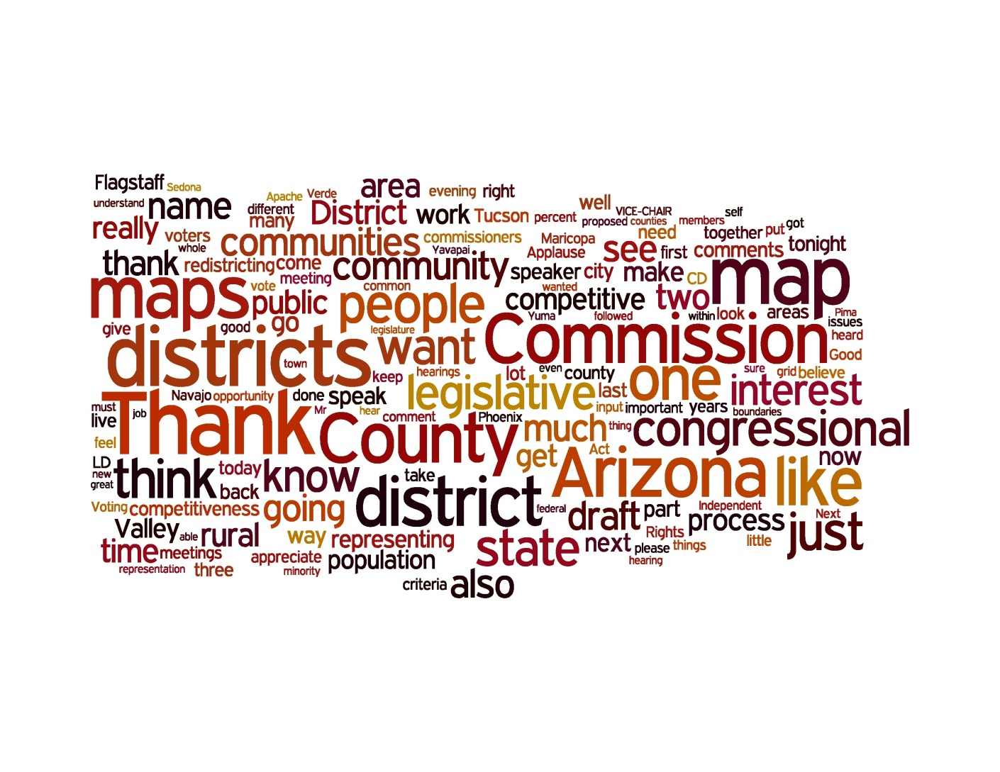 Flagstaff Sedona Apache Verde area evening right
understand name different many District work Tucson percent well proposed VICE-CHAIR counties members self
really voters whole communities commissioners Yavapai Maricopa Applause see need first together put got
thank redistricting come meeting community speaker city make CD comments tonight
maps vote public common people wanted competitive two map
give good go legislature want Yuma followed within look areas Pima issues heard
districts town keep hearings lot even county Commission one sure grid believe Good
Navajo opportunity done speak legislative last interest
must live job Thank Mr hear comment Phoenix input important years boundaries
feel County much thing congressional
LD new great think today back know take get Act Arizona like now
Voting competitiveness going district federal draft part Independent process Next just
Valley able rural way representing state next Rights please things little
time meetings appreciate population hearing
representation three minority
criteria also